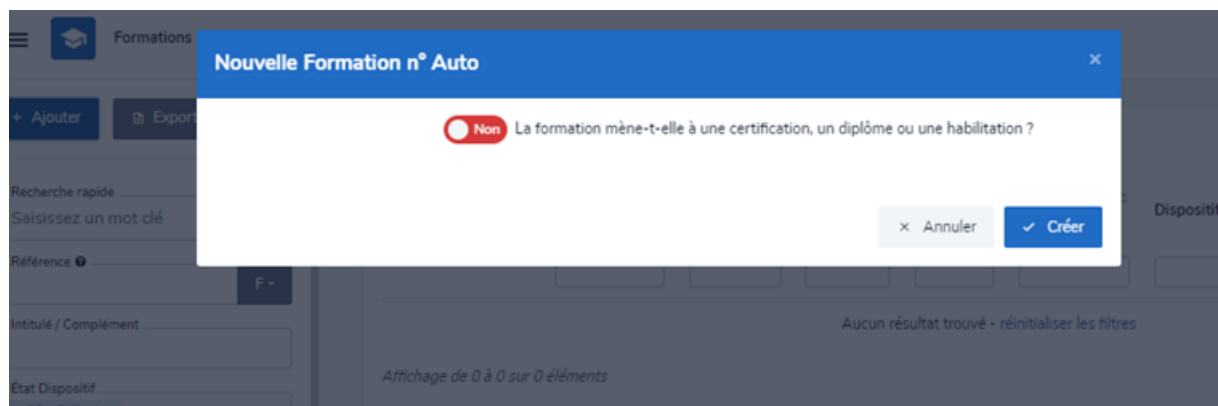 Formations
Nouvelle Formation n° Auto
×
+ Ajouter
Export
Non La formation mène-t-elle à une certification, un diplôme ou une habilitation ?
Recherche rapide
Saisissez un mot clé
× Annuler
✓ Créer
Dispositif
Référence
F
Intitulé / Complément
Aucun résultat trouvé - réinitialiser les filtres
Affichage de 0 à 0 sur 0 éléments
État Dispositif